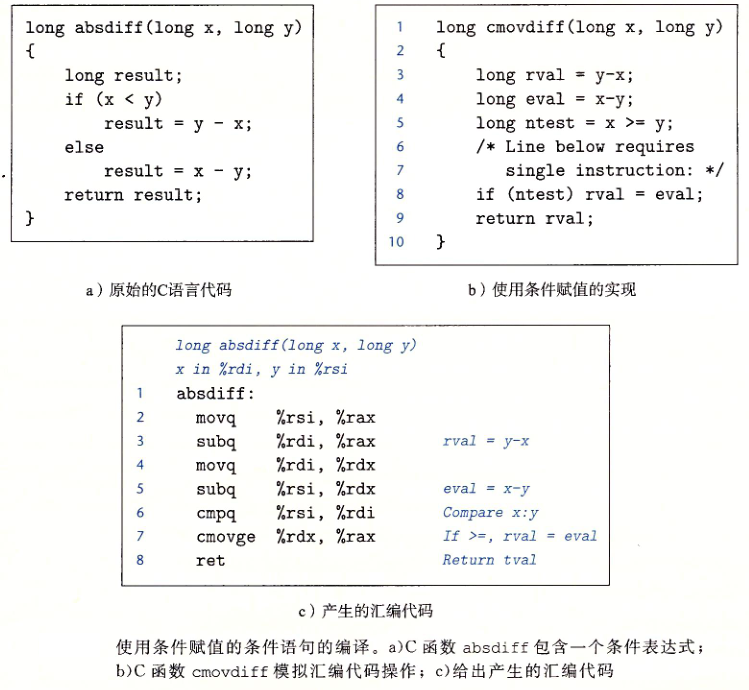 long absdiff(long x, long y)
{
    long result;
    if (x < y)
        result = y - x;
    else
        result = x - y;
    return result;
}
a）原始的C语言代码
1 long cmovdiff(long x, long y)
2 {
3     long rval = y-x;
4     long eval = x-y;
5     long ntest = x >= y;
6     /* Line below requires
7        single instruction: */
8     if (ntest) rval = eval;
9     return rval;
10 }
b）使用条件赋值的实现
long absdiff(long x, long y)
x in %rdi, y in %rsi
1 absdiff:
2   movq    %rsi, %rax
3   subq    %rdi, %rax    rval = y-x
4   movq    %rdi, %rdx
5   subq    %rsi, %rdx    eval = x-y
6   cmpq    %rsi, %rdi    Compare x:y
7   cmovge  %rdx, %rax    If >=, rval = eval
8   ret    Return tval
c）产生的汇编代码
使用条件赋值的条件语句的编译。a)C 函数 absdiff 包含一个条件表达式；
b)C 函数 cmovdiff 模拟汇编代码操作；c)给出产生的汇编代码